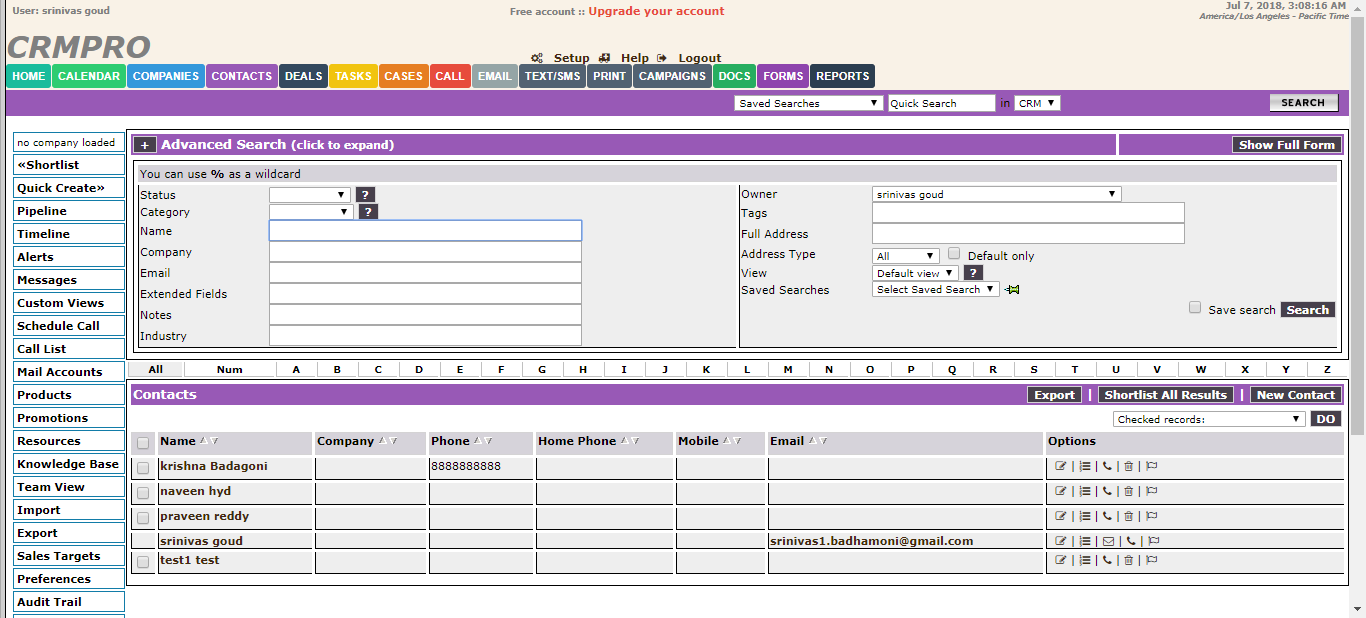 User: srinivas goud
Free account :: Upgrade your account
Jul 7, 2018, 3:08:16 AM
America/Los Angeles - Pacific Time
CRMPRO
Setup Help Logout
HOME CALENDAR COMPANIES CONTACTS DEALS TASKS CASES CALL EMAIL TEXT/SMS PRINT CAMPAIGNS DOCS FORMS REPORTS
Saved Searches Quick Search in CRM SEARCH
no company loaded
«Shortlist
Quick Create»
Pipeline
Timeline
Alerts
Messages
Custom Views
Schedule Call
Call List
Mail Accounts
Products
Promotions
Resources
Knowledge Base
Team View
Import
Export
Sales Targets
Preferences
Audit Trail
+ Advanced Search (click to expand) Show Full Form
You can use % as a wildcard
Status ?
Category ?
Name
Company
Email
Extended Fields
Notes
Industry
Owner srinivas goud
Tags
Full Address
Address Type All Default only
View Default view ?
Saved Searches Select Saved Search
Save search Search
All Num A B C D E F G H I J K L M N O P Q R S T U V W X Y Z
Contacts Export | Shortlist All Results | New Contact
Checked records: DO
Name Company Phone Home Phone Mobile Email Options
krishna Badagoni 8888888888 | | | |
naveen hyd | | | |
praveen reddy | | | |
srinivas goud srinivas1.badhamoni@gmail.com | | | |
test1 test | | | |